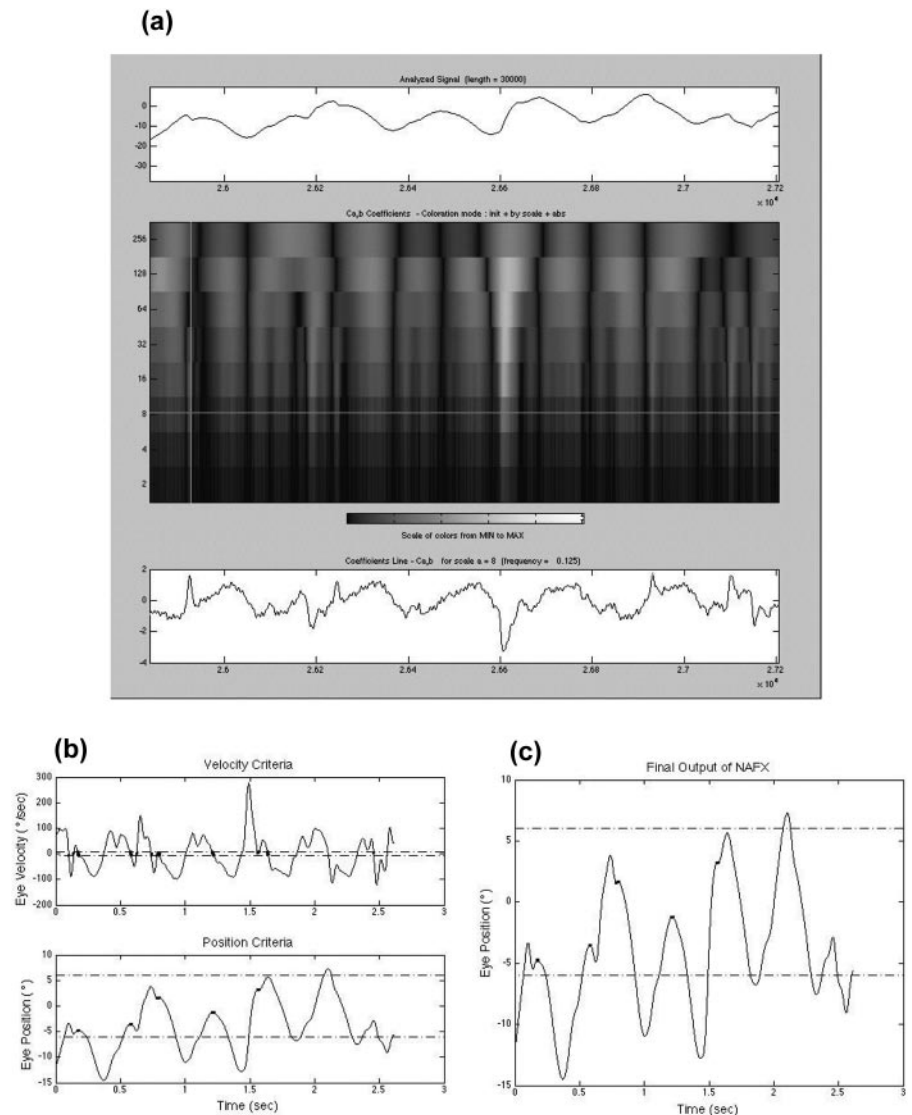 (a)
Analyzed Signal (length = 30000)
0
-10
-20
-30
2.6 2.62 2.64 2.66 2.68 2.7 2.72
× 10⁴
Ca,b Coefficients - Coloration mode : init + by scale + abs
256
128
64
32
16
8
4
2
Scale of colors from MIN to MAX
Coefficients Line - Ca,b for scale a = 8 (frequency = 0.125)
2
0
-2
-4
2.6 2.62 2.64 2.66 2.68 2.7 2.72
× 10⁴
(b)
Velocity Criteria
Eye Velocity (°/sec)
300
200
100
0
-100
-200
0 0.5 1 1.5 2 2.5 3
Position Criteria
Eye Position (°)
10
5
0
-5
-10
-15
0 0.5 1 1.5 2 2.5 3
Time (sec)
(c)
Final Output of NAFX
Eye Position (°)
10
5
0
-5
-10
-15
0 0.5 1 1.5 2 2.5 3
Time (sec)